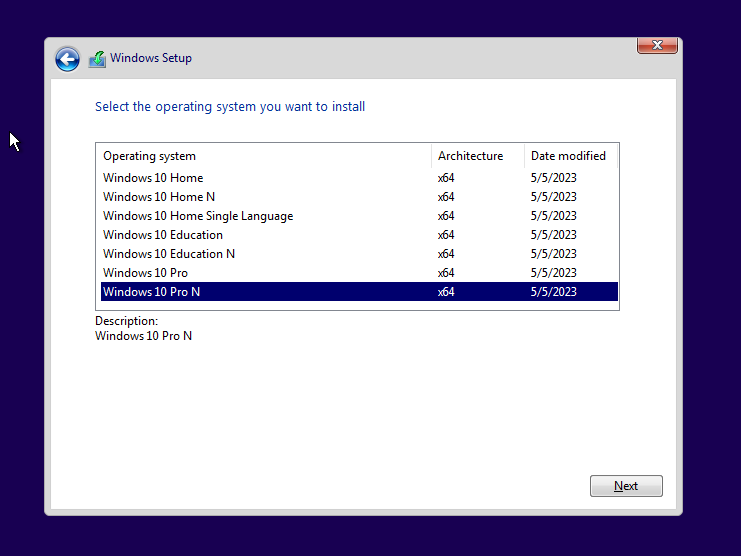 Windows Setup
Select the operating system you want to install
Operating system Architecture Date modified
Windows 10 Home x64 5/5/2023
Windows 10 Home N x64 5/5/2023
Windows 10 Home Single Language x64 5/5/2023
Windows 10 Education x64 5/5/2023
Windows 10 Education N x64 5/5/2023
Windows 10 Pro x64 5/5/2023
Windows 10 Pro N x64 5/5/2023
Description:
Windows 10 Pro N
Next